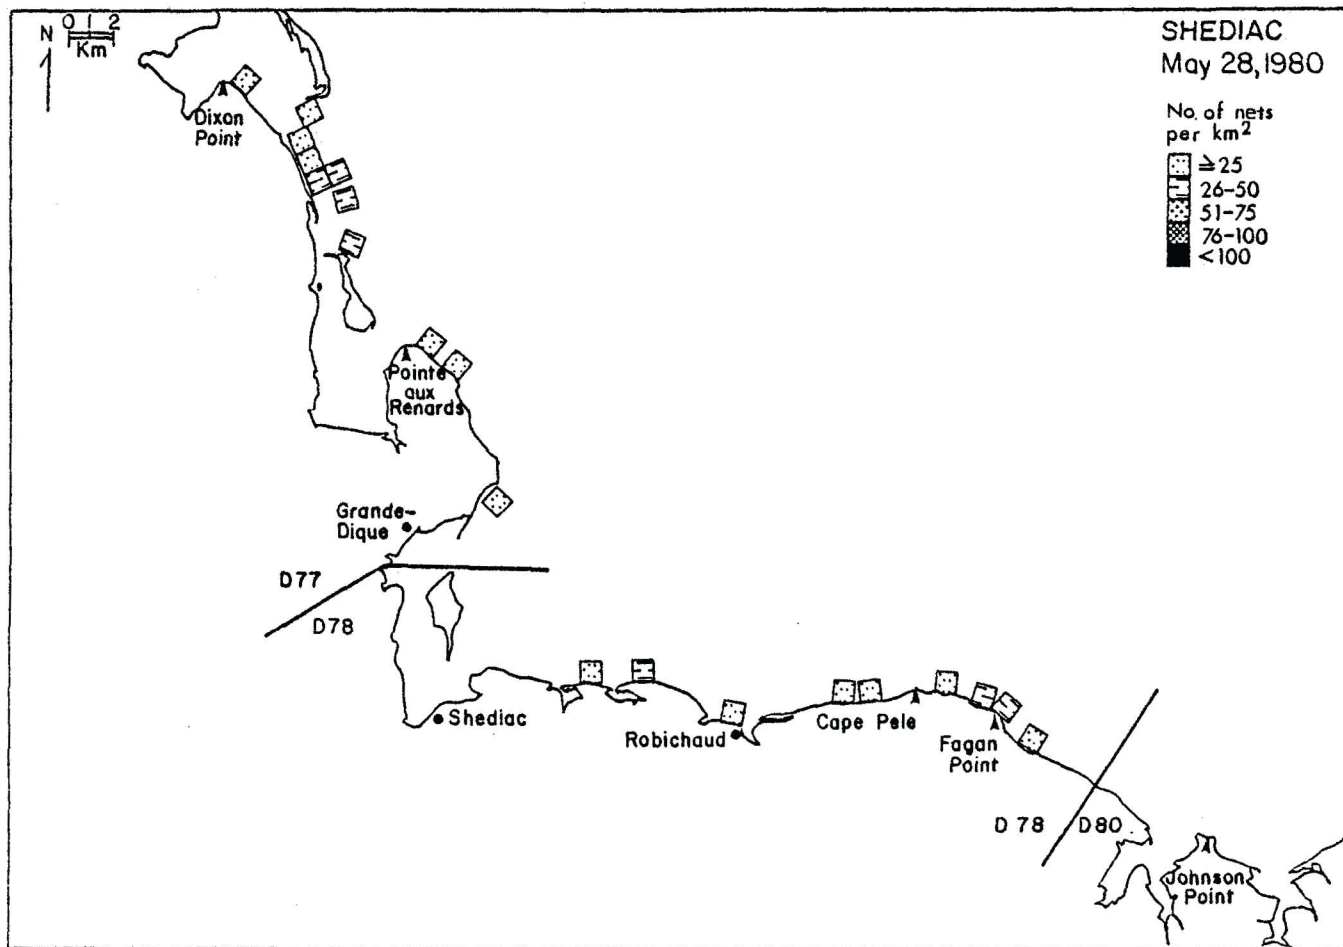 SHEDIAC
May 28, 1980
No. of nets
per km²
≧25
26-50
51-75
76-100
<100
N
0 2
Km
Dixon
Point
Pointe
aux
Renards
Grande-
Dique
D77
D78
Shediac
Robichaud
Cape Pele
Fagan
Point
D 78
D80
Johnson
Point